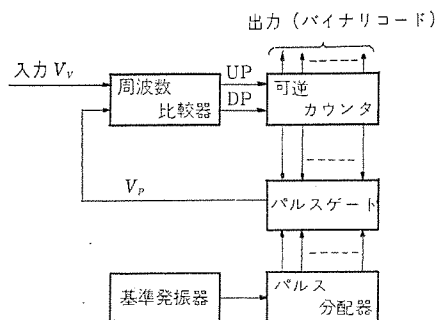 出力（バイナリコード）
入力 Vᵥ
周波数
比較器
UP
DP
可逆
カウンタ
Vₚ
パルスゲート
基準発振器
パルス
分配器